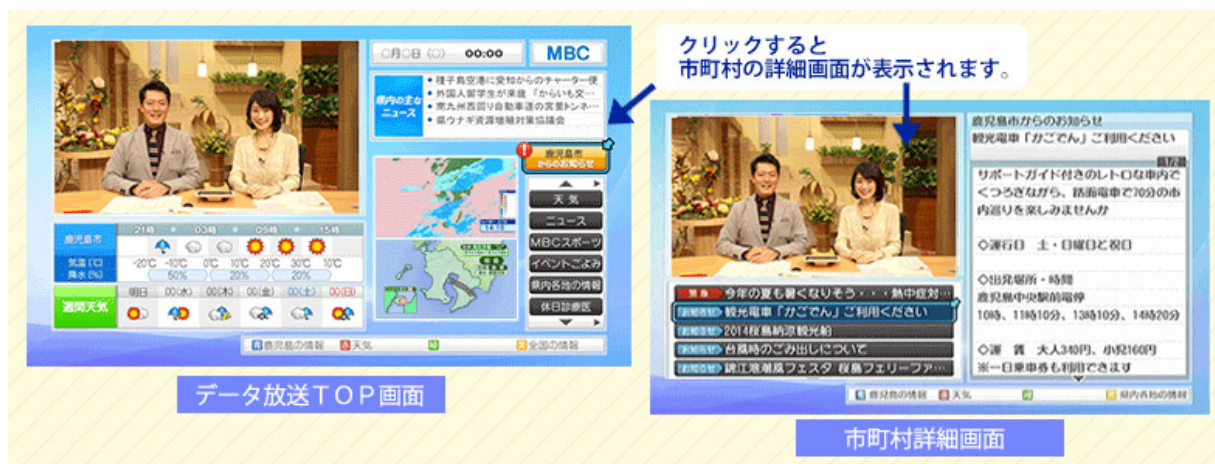 〇月〇日 (〇) 00:00 MBC
県内の主な
ニュース
• 種子島空港に愛知からのチャーター便
• 外国人留学生が来鹿 「からいも交…
• 南九州西回り自動車道の宮里トンネ…
• 県ウナギ資源増殖対策協議会
鹿児島市
からのお知らせ
天気
ニュース
MBCスポーツ
イベントごよみ
県内各地の情報
休日診療医
鹿児島市
21時 03時 09時 15時
気温(℃) -20℃ -10℃ 0℃ 10℃ 20℃ 30℃ 10℃
降水(%) 50% 20% 20%
週間天気
明日 00(水) 00(木) 00(金) 00(土) 00(日)
青 鹿児島の情報 赤 天気 緑 黄 全国の情報
データ放送TOP画面
クリックすると
市町村の詳細画面が表示されます。
緊急 今年の夏も暑くなりそう・・・熱中症対…
お知らせ 観光電車「かごでん」ご利用ください
お知らせ 2014桜島納涼観光船
お知らせ 台風時のごみ出しについて
お知らせ 錦江湾潮風フェスタ 桜島フェリーファ…
鹿児島市からのお知らせ
観光電車「かごでん」ご利用ください
1/2
サポートガイド付きのレトロな車内で
くつろぎながら、路面電車で70分の市
内巡りを楽しみませんか
◇運行日 土・日曜日と祝日
◇出発場所・時間
鹿児島中央駅前電停
10時、11時10分、13時10分、14時20分
◇運 賃 大人340円、小児160円
※一日乗車券も利用できます
青 鹿児島の情報 赤 天気 緑 黄 県内各地の情報
市町村詳細画面